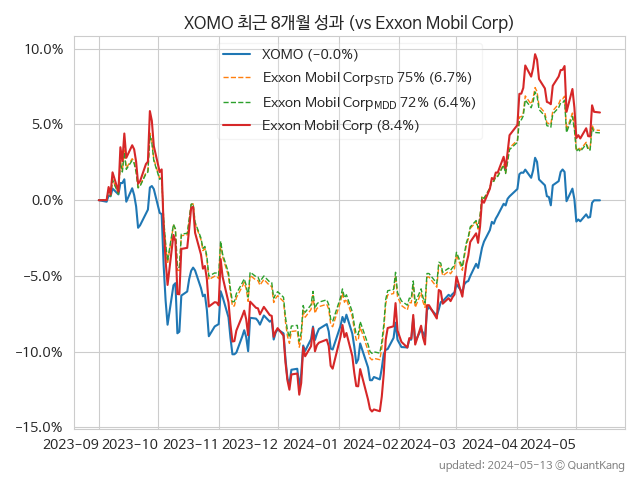 XOMO 최근 8개월 성과 (vs Exxon Mobil Corp)
XOMO (−0.0%)
Exxon Mobil CorpSTD 75% (6.7%)
Exxon Mobil CorpMDD 72% (6.4%)
Exxon Mobil Corp (8.4%)
10.0%
5.0%
0.0%
−5.0%
−10.0%
−15.0%
2023-09 2023-10 2023-11 2023-12 2024-01 2024-02 2024-03 2024-04 2024-05
updated: 2024-05-13 © QuantKang